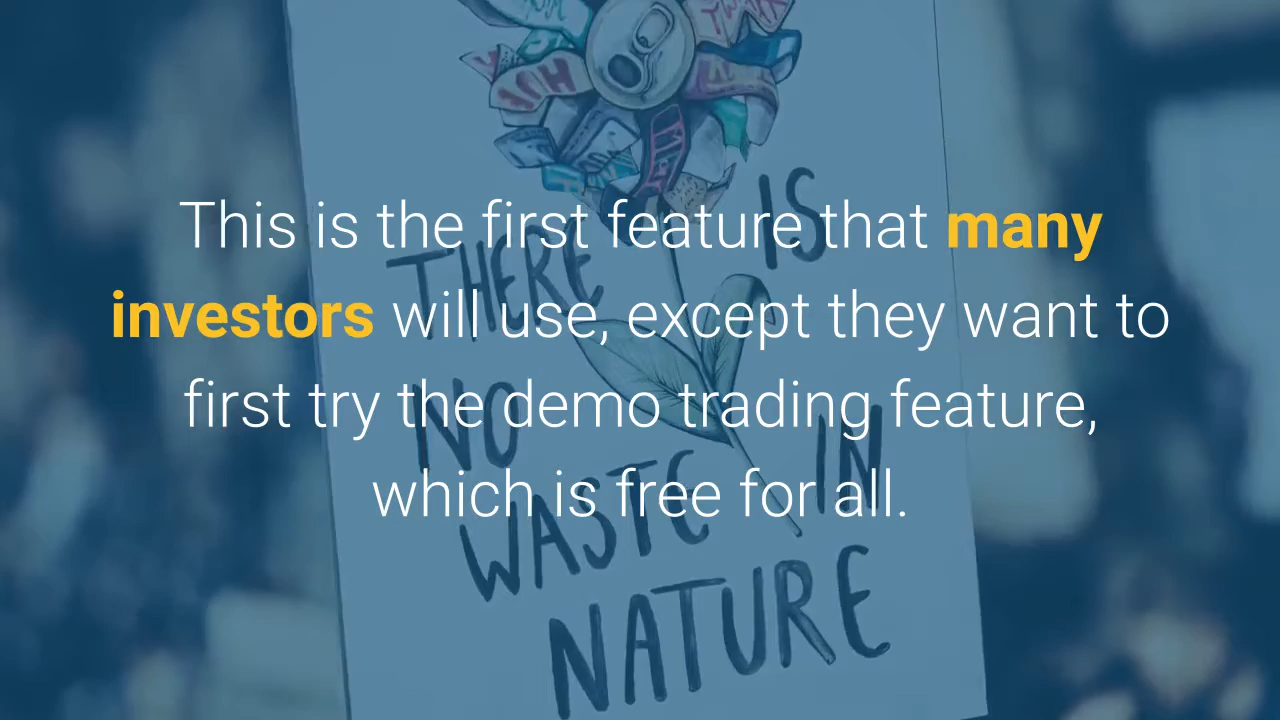 This is the first feature that many
investors will use, except they want to
first try the demo trading feature,
which is free for all.
THERE IS
NO
WASTE IN
NATURE